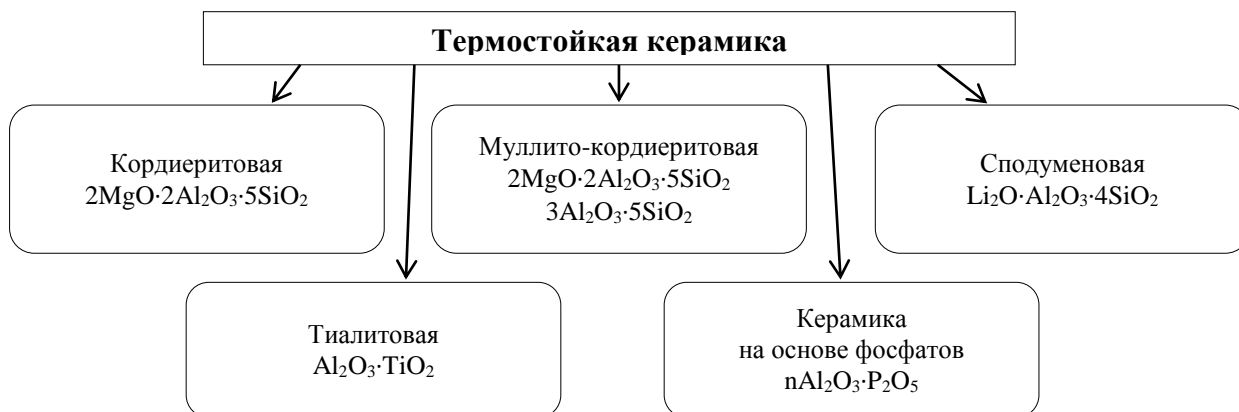 Термостойкая керамика
Кордиеритовая
2MgO·2Al₂O₃·5SiO₂
Муллито-кордиеритовая
2MgO·2Al₂O₃·5SiO₂
3Al₂O₃·5SiO₂
Сподуменовая
Li₂O·Al₂O₃·4SiO₂
Тиалитовая
Al₂O₃·TiO₂
Керамика
на основе фосфатов
nAl₂O₃·P₂O₅